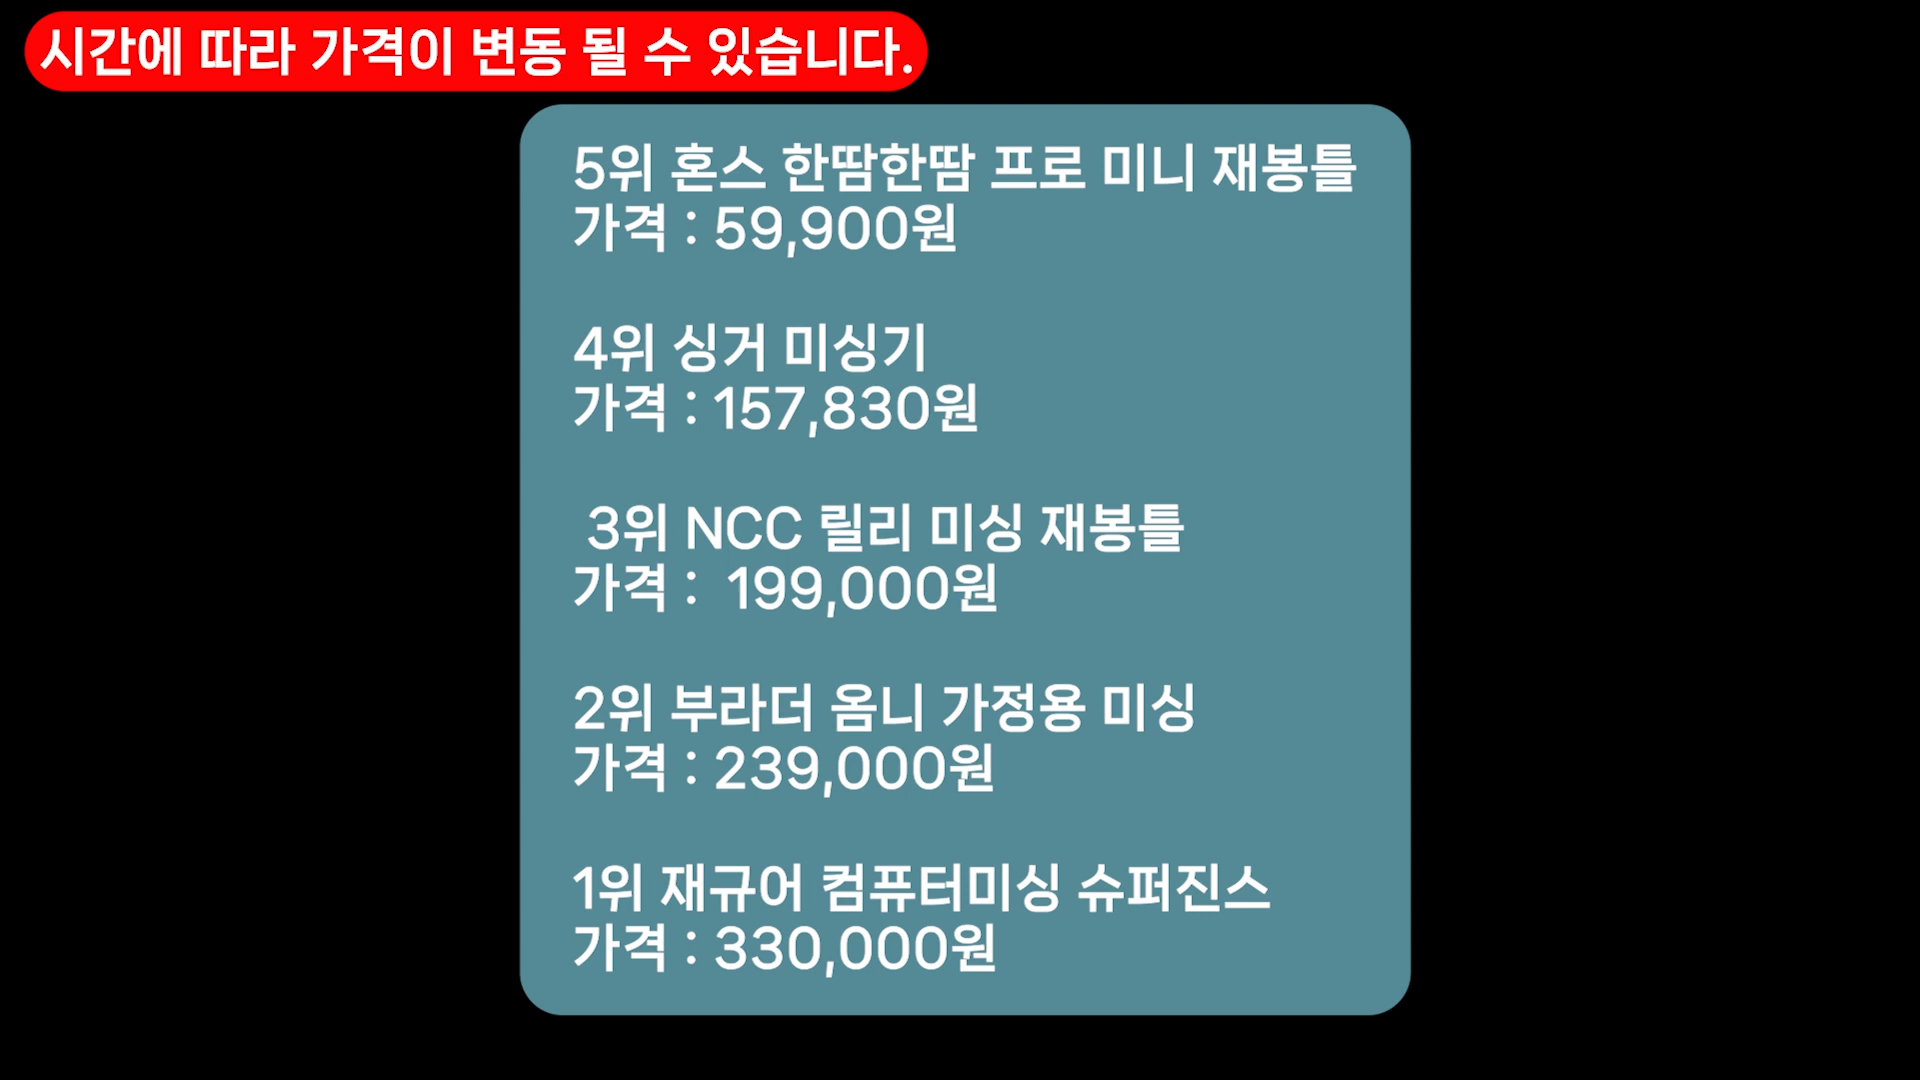 시간에 따라 가격이 변동 될 수 있습니다.
5위 혼스 한땀한땀 프로 미니 재봉틀
가격 : 59,900원
4위 싱거 미싱기
가격 : 157,830원
3위 NCC 릴리 미싱 재봉틀
가격 : 199,000원
2위 부라더 옴니 가정용 미싱
가격 : 239,000원
1위 재규어 컴퓨터미싱 슈퍼진스
가격 : 330,000원